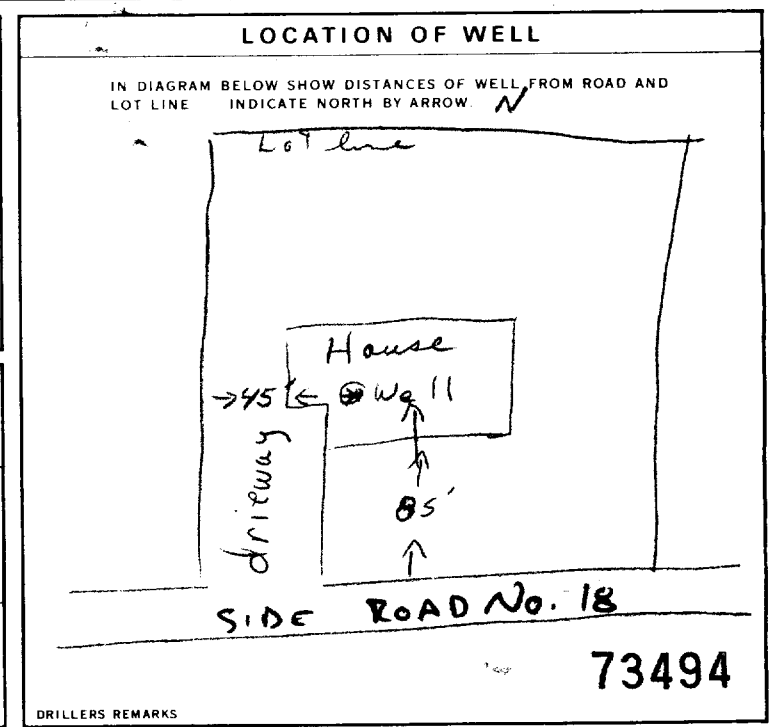 LOCATION OF WELL
IN DIAGRAM BELOW SHOW DISTANCES OF WELL FROM ROAD AND
LOT LINE INDICATE NORTH BY ARROW. N
Lot line
House
→45'← Well
drieway
85'
SIDE ROAD No. 18
73494
DRILLERS REMARKS